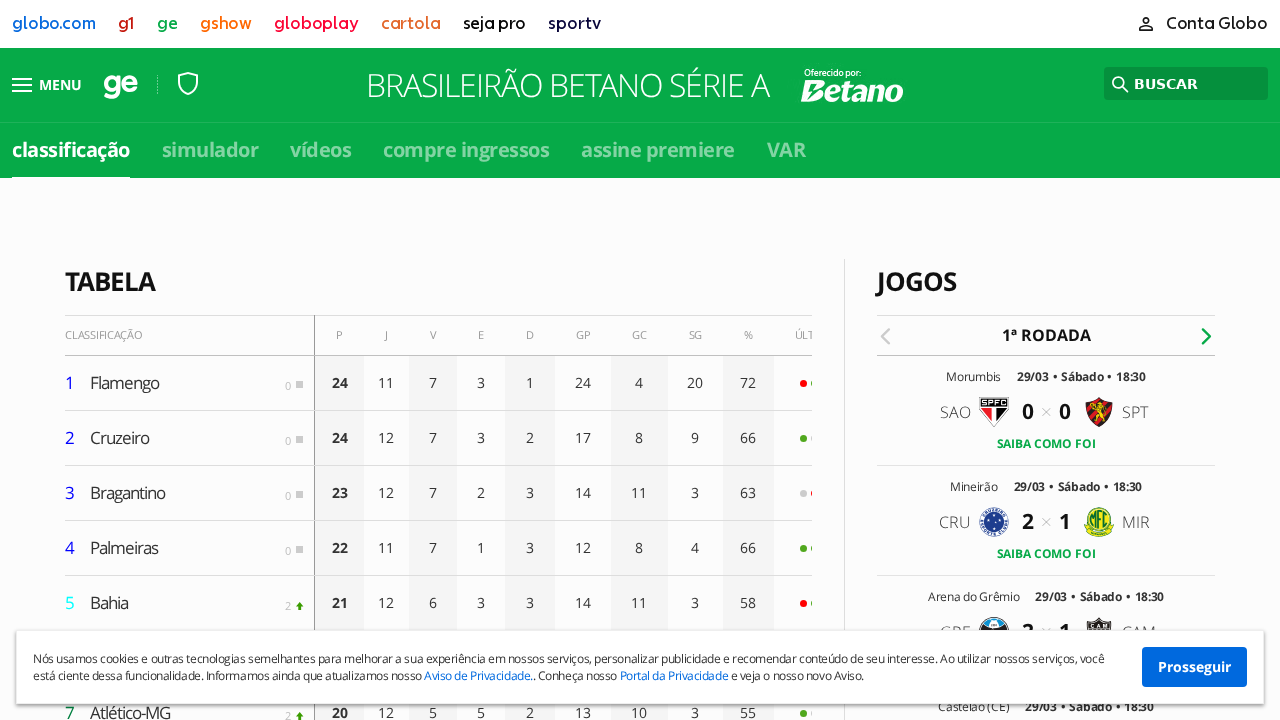 globo.com g1 ge gshow globoplay cartola seja pro sportv Conta Globo
MENU ge BRASILEIRÃO BETANO SÉRIE A Oferecido por: Betano BUSCAR
classificação simulador vídeos compre ingressos assine premiere VAR
TABELA
CLASSIFICAÇÃO P J V E D GP GC SG % ÚLT
1 Flamengo 0 24 11 7 3 1 24 4 20 72
2 Cruzeiro 0 24 12 7 3 2 17 8 9 66
3 Bragantino 0 23 12 7 2 3 14 11 3 63
4 Palmeiras 0 22 11 7 1 3 12 8 4 66
5 Bahia 2 21 12 6 3 3 14 11 3 58
7 Atlético-MG 2 20 12 5 5 2 13 10 3 55
JOGOS
1ª RODADA
Morumbis 29/03 • Sábado • 18:30
SAO SPFC 0 0 SPT
SAIBA COMO FOI
Mineirão 29/03 • Sábado • 18:30
CRU 2 1 MIR
SAIBA COMO FOI
Arena do Grêmio 29/03 • Sábado • 18:30
GRE 2 1 CAM
Castelão (CE) 29/03 • Sábado • 18:30
Nós usamos cookies e outras tecnologias semelhantes para melhorar a sua experiência em nossos serviços, personalizar publicidade e recomendar conteúdo de seu interesse. Ao utilizar nossos serviços, você
está ciente dessa funcionalidade. Informamos ainda que atualizamos nosso Aviso de Privacidade.. Conheça nosso Portal da Privacidade e veja o nosso novo Aviso.
Prosseguir